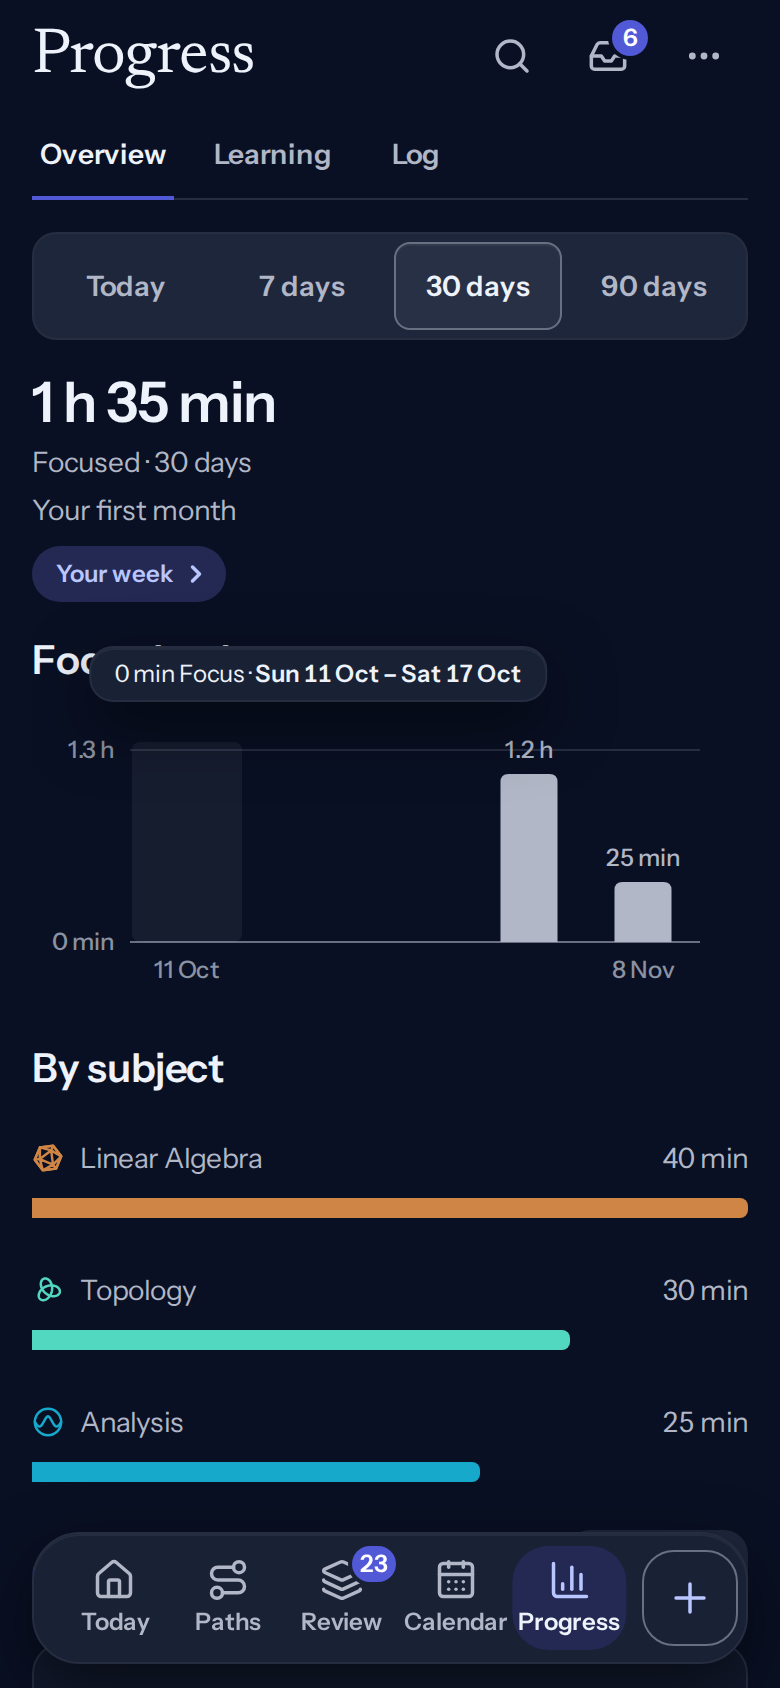 Progress
6
Overview Learning Log
Today 7 days 30 days 90 days
1 h 35 min
Focused · 30 days
Your first month
Your week
0 min Focus · Sun 11 Oct – Sat 17 Oct
1.3 h
1.2 h
25 min
0 min
11 Oct 8 Nov
By subject
Linear Algebra 40 min
Topology 30 min
Analysis 25 min
23
Today Paths Review Calendar Progress